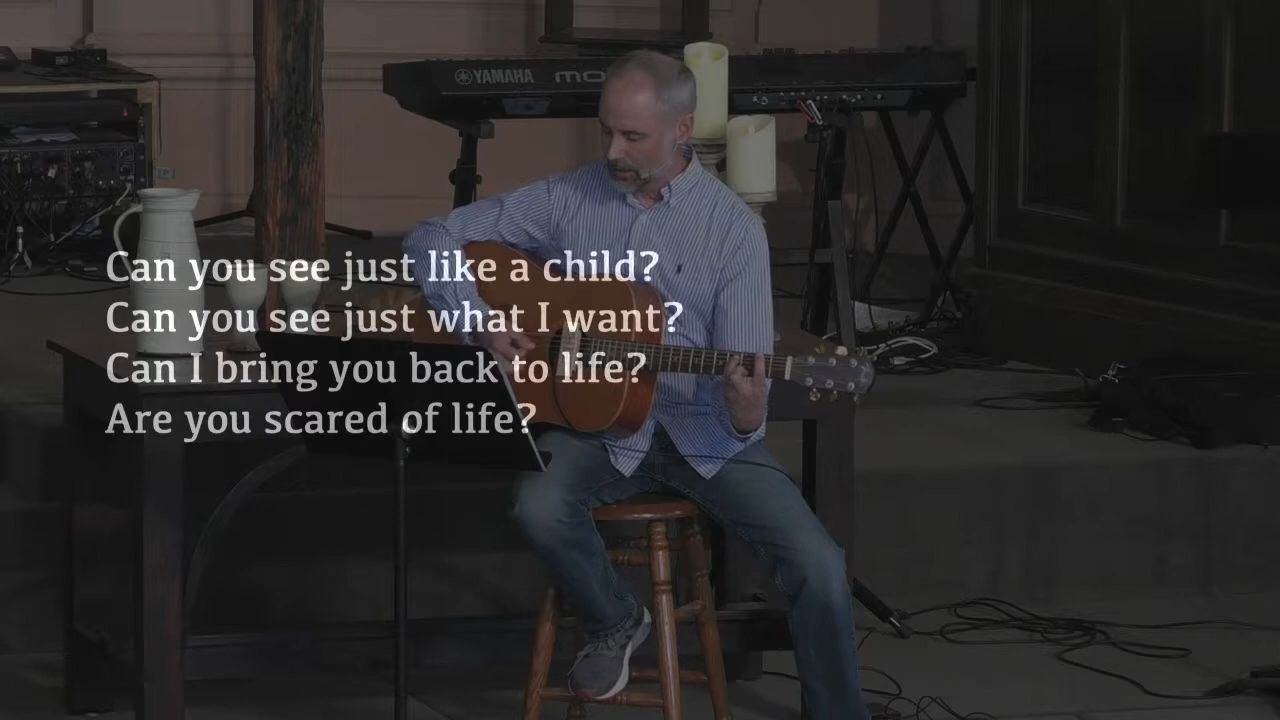 YAMAHA MO
Can you see just like a child?
Can you see just what I want?
Can I bring you back to life?
Are you scared of life?